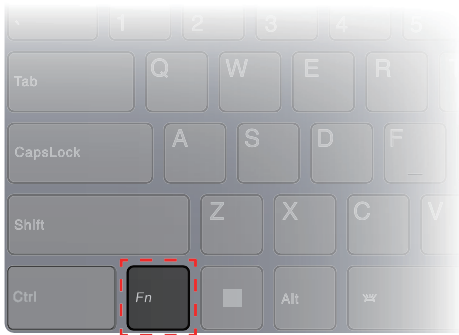 1 2 3 4 5
Tab Q W E R
CapsLock A S D F
Shift Z X C V
Ctrl Fn Alt